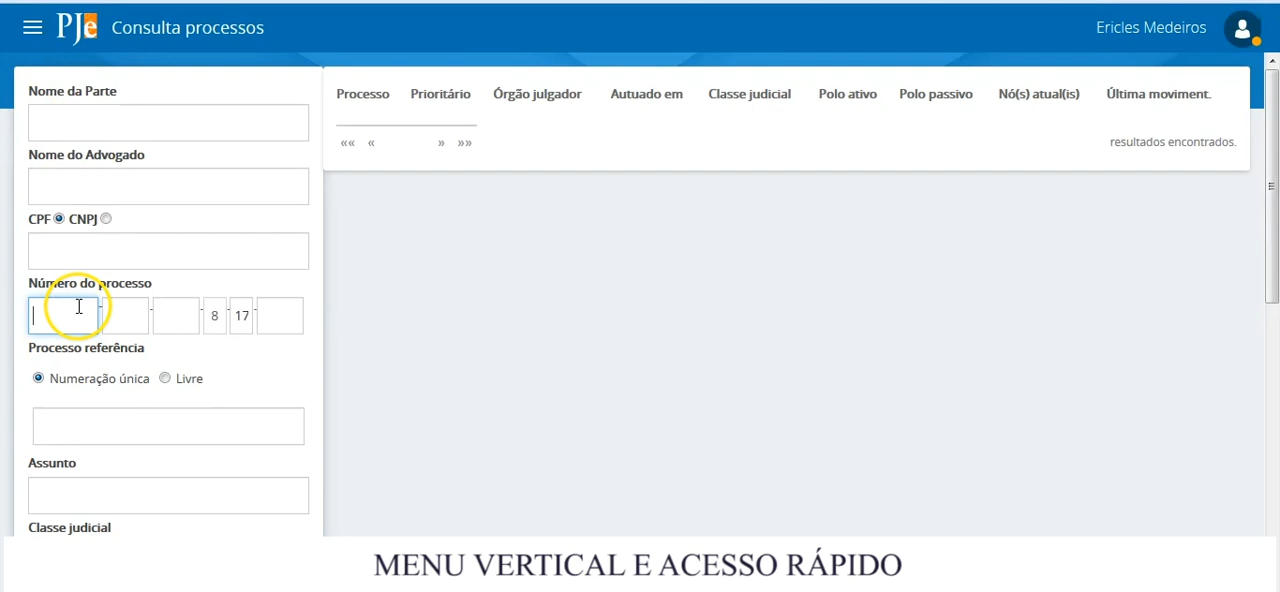 PJe Consulta processos Ericles Medeiros
Nome da Parte
Nome do Advogado
CPF CNPJ
Número do processo
- . . 8 . 17 .
Processo referência
Numeração única Livre
Assunto
Classe judicial
Processo Prioritário Órgão julgador Autuado em Classe judicial Polo ativo Polo passivo Nó(s) atual(is) Última moviment.
«« « » »» resultados encontrados.
MENU VERTICAL E ACESSO RÁPIDO